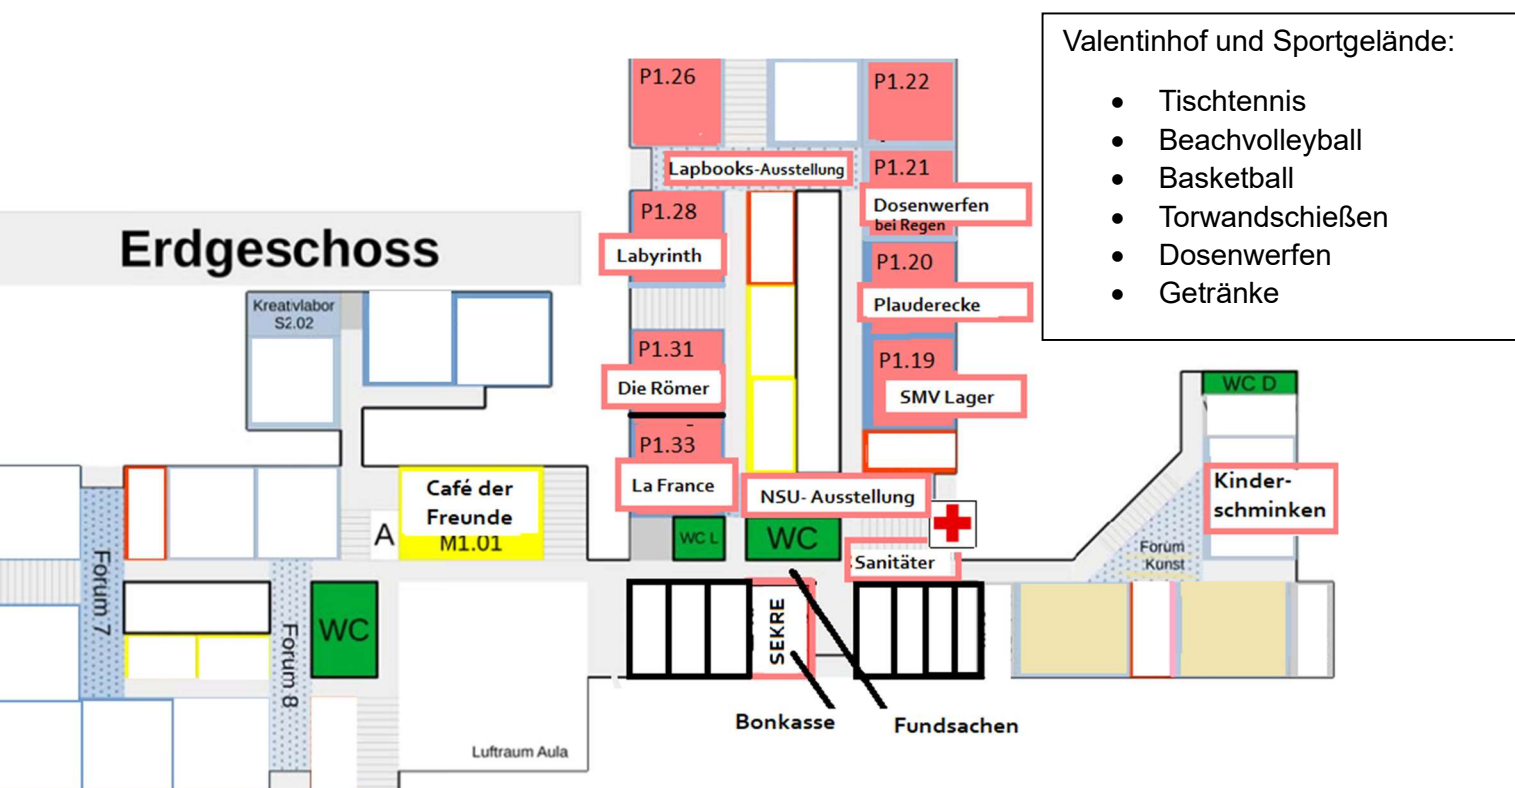 Valentinhof und Sportgelände:
• Tischtennis
• Beachvolleyball
• Basketball
• Torwandschießen
• Dosenwerfen
• Getränke
P1.26
P1.22
Lapbooks-Ausstellung
P1.21
Dosenwerfen
bei Regen
P1.28
Labyrinth
P1.20
Plauderecke
Erdgeschoss
Kreativlabor
S2.02
P1.31
Die Römer
P1.19
SMV Lager
P1.33
La France
NSU- Ausstellung
WC D
Kinder-
schminken
Café der
Freunde
M1.01
A
WC L
WC
Sanitäter
Forum
Kunst
Forum 7
Forum 8
WC
SEKRE
Bonkasse
Fundsachen
Luftraum Aula